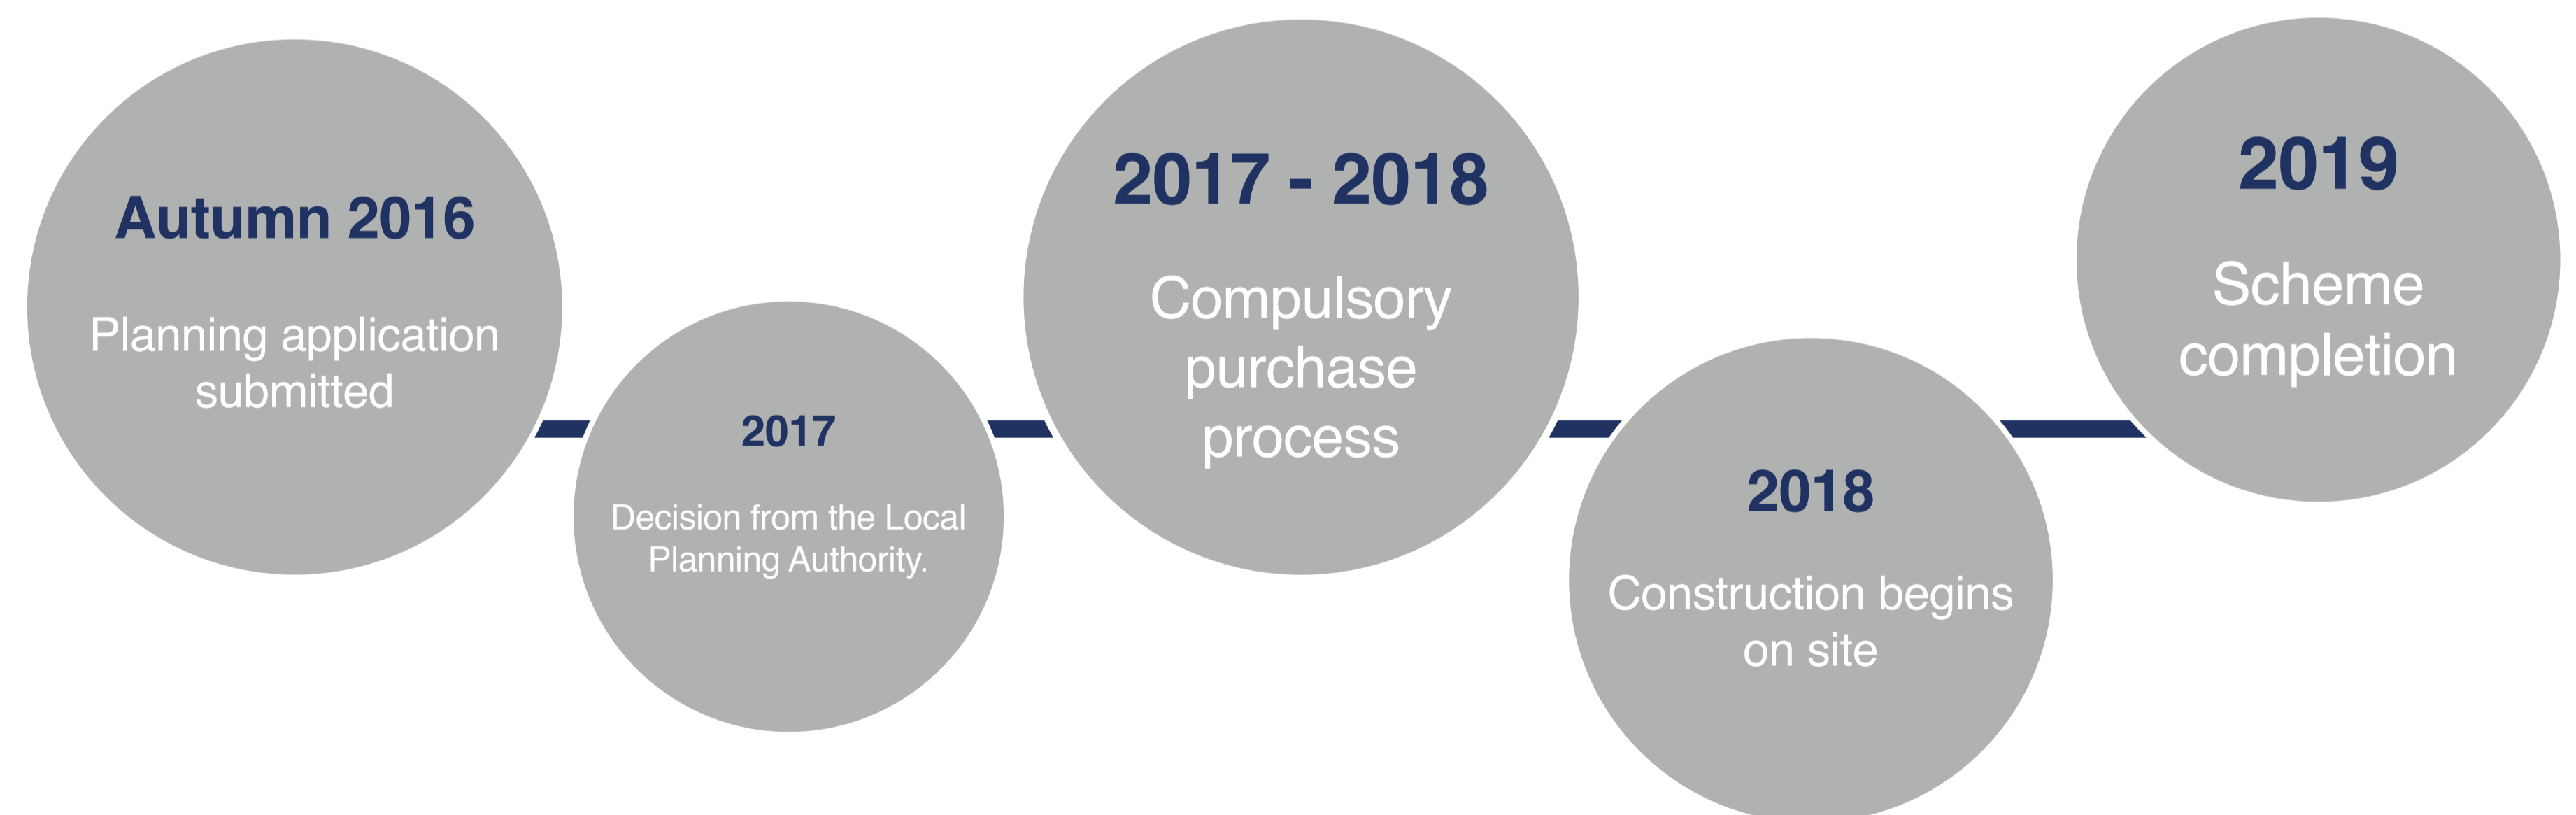 Autumn 2016
Planning application
submitted
2017
Decision from the Local
Planning Authority.
2017 - 2018
Compulsory
purchase
process
2018
Construction begins
on site
2019
Scheme
completion